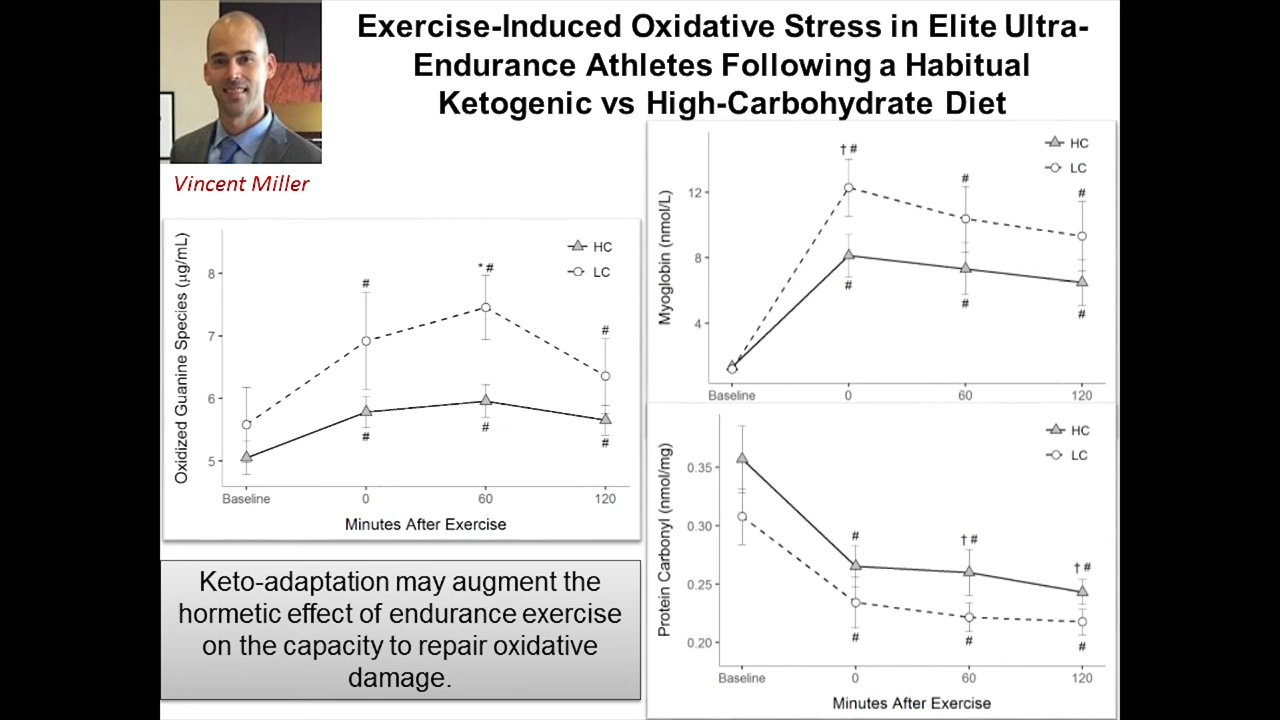 Exercise-Induced Oxidative Stress in Elite Ultra-
Endurance Athletes Following a Habitual
Ketogenic vs High-Carbohydrate Diet
Vincent Miller
Oxidized Guanine Species (µg/mL)
8
7
6
5
HC
LC
#
* #
#
#
#
#
Baseline
0
60
120
Minutes After Exercise
Keto-adaptation may augment the
hormetic effect of endurance exercise
on the capacity to repair oxidative
damage.
Myoglobin (nmol/L)
12
8
4
HC
LC
† #
#
#
#
#
#
Baseline
0
60
120
Protein Carbonyl (nmol/mg)
0.35
0.30
0.25
0.20
HC
LC
#
† #
† #
#
#
#
Baseline
0
60
120
Minutes After Exercise